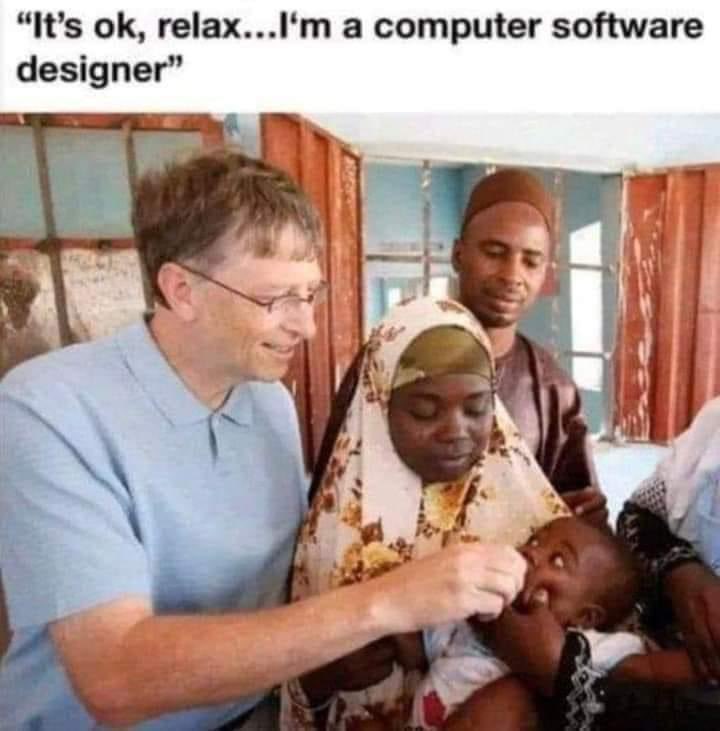 “It’s ok, relax...I‘m a computer software
designer”